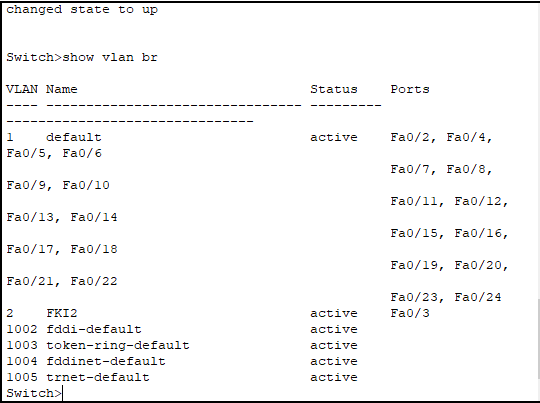 changed state to up
Switch>show vlan br
VLAN Name                             Status    Ports
---- -------------------------------- ---------
-------------------------------
1    default                          active    Fa0/2, Fa0/4,
Fa0/5, Fa0/6
                                                Fa0/7, Fa0/8,
Fa0/9, Fa0/10
                                                Fa0/11, Fa0/12,
Fa0/13, Fa0/14
                                                Fa0/15, Fa0/16,
Fa0/17, Fa0/18
                                                Fa0/19, Fa0/20,
Fa0/21, Fa0/22
                                                Fa0/23, Fa0/24
2    FKI2                             active    Fa0/3
1002 fddi-default                     active
1003 token-ring-default               active
1004 fddinet-default                  active
1005 trnet-default                    active
Switch>